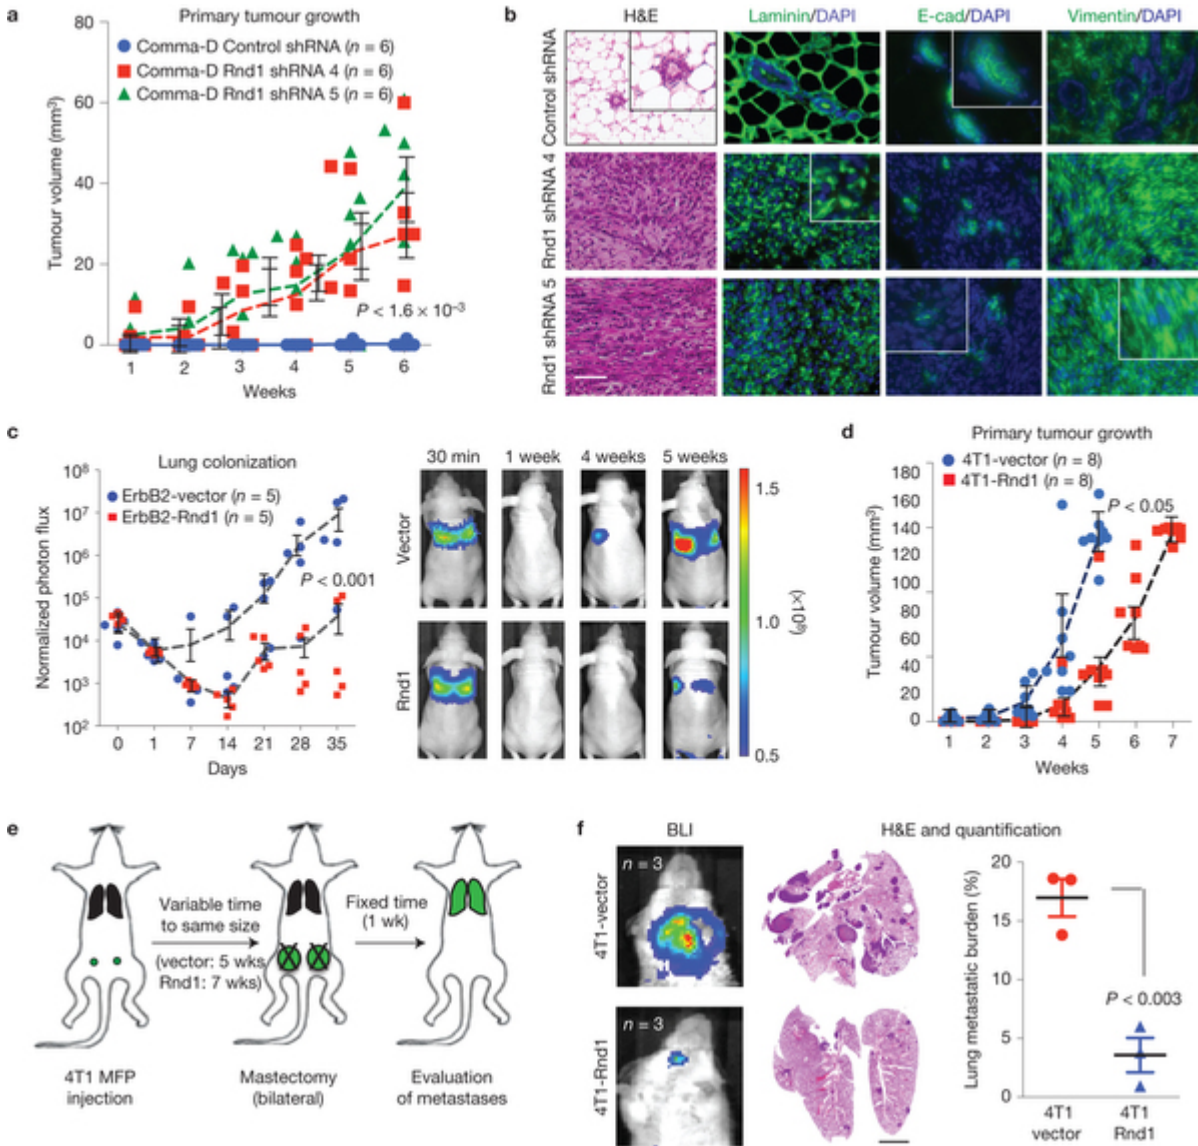 a
Primary tumour growth
Comma-D Control shRNA (n = 6)
Comma-D Rnd1 shRNA 4 (n = 6)
Comma-D Rnd1 shRNA 5 (n = 6)
Tumour volume (mm³)
80
60
40
20
0
P < 1.6 × 10⁻³
1 2 3 4 5 6
Weeks
b
H&E
Laminin/DAPI
E-cad/DAPI
Vimentin/DAPI
Control shRNA
Rnd1 shRNA 4
Rnd1 shRNA 5
c
Lung colonization
ErbB2-vector (n = 5)
ErbB2-Rnd1 (n = 5)
Normalized photon flux
10⁸
10⁷
10⁶
10⁵
10⁴
10³
10²
P < 0.001
0 1 7 14 21 28 35
Days
30 min
1 week
4 weeks
5 weeks
Vector
Rnd1
1.5
1.0
0.5
(×10⁶)
d
Primary tumour growth
4T1-vector (n = 8)
4T1-Rnd1 (n = 8)
P < 0.05
Tumour volume (mm³)
180
160
140
120
100
80
60
40
20
0
1 2 3 4 5 6 7
Weeks
e
Variable time
to same size
(vector: 5 wks
Rnd1: 7 wks)
Fixed time
(1 wk)
4T1 MFP
injection
Mastectomy
(bilateral)
Evaluation
of metastases
f
BLI
H&E and quantification
4T1-vector
n = 3
4T1-Rnd1
n = 3
Lung metastatic burden (%)
20
15
10
5
0
P < 0.003
4T1
vector
4T1
Rnd1